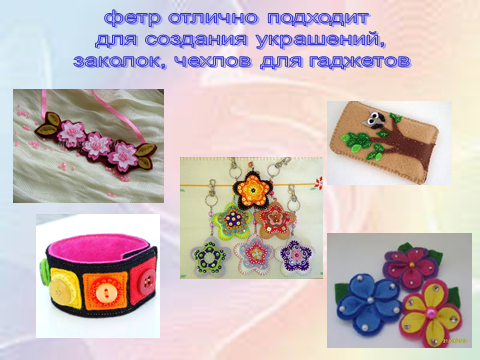 фетр отлично подходит
для создания украшений,
заколок, чехлов для гаджетов